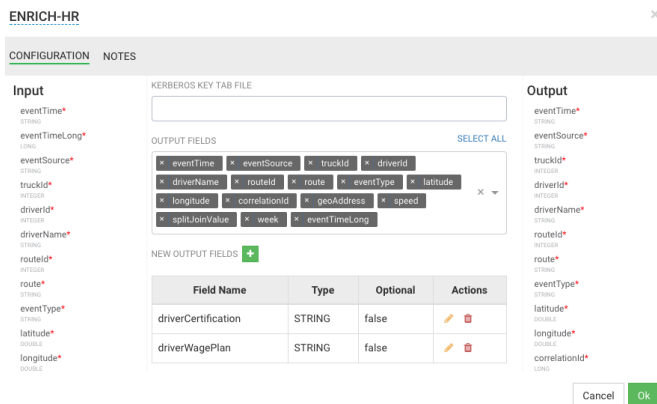 ENRICH-HR
×
CONFIGURATION NOTES
Input
eventTime*
STRING
eventTimeLong*
LONG
eventSource*
STRING
truckId*
INTEGER
driverId*
INTEGER
driverName*
STRING
routeId*
INTEGER
route*
STRING
eventType*
STRING
latitude*
DOUBLE
longitude*
DOUBLE
KERBEROS KEY TAB FILE
OUTPUT FIELDS SELECT ALL
× eventTime × eventSource × truckId × driverId
× driverName × routeId × route × eventType × latitude
× longitude × correlationId × geoAddress × speed
× splitJoinValue × week × eventTimeLong
×
NEW OUTPUT FIELDS +
Field Name Type Optional Actions
driverCertification STRING false
driverWagePlan STRING false
Output
eventTime*
STRING
eventSource*
STRING
truckId*
INTEGER
driverId*
INTEGER
driverName*
STRING
routeId*
INTEGER
route*
STRING
eventType*
STRING
latitude*
DOUBLE
longitude*
DOUBLE
correlationId*
LONG
Cancel Ok